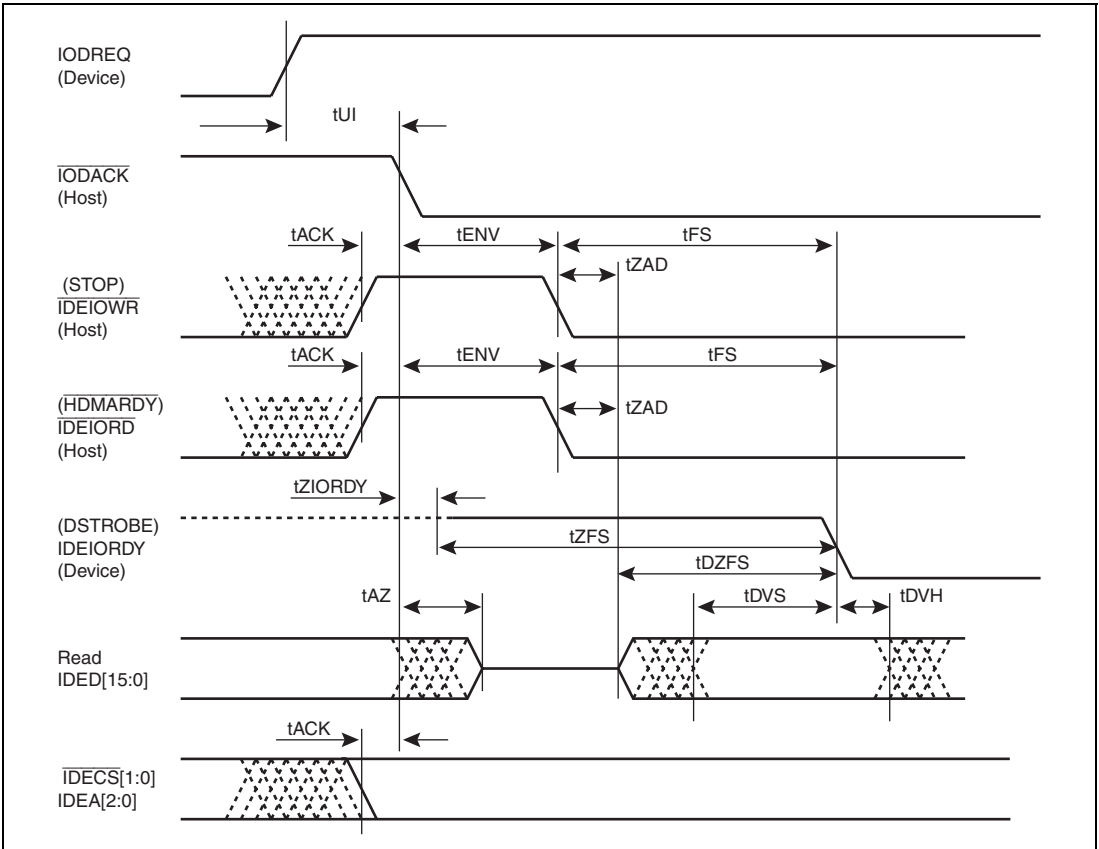 IODREQ
(Device)
tUI
IODACK
(Host)
tACK
tENV
tFS
tZAD
(STOP)
IDEIOWR
(Host)
tACK
tENV
tFS
tZAD
(HDMARDY)
IDEIORD
(Host)
tZIORDY
(DSTROBE)
IDEIORDY
(Device)
tZFS
tDZFS
tAZ
tDVS
tDVH
Read
IDED[15:0]
tACK
IDECS[1:0]
IDEA[2:0]